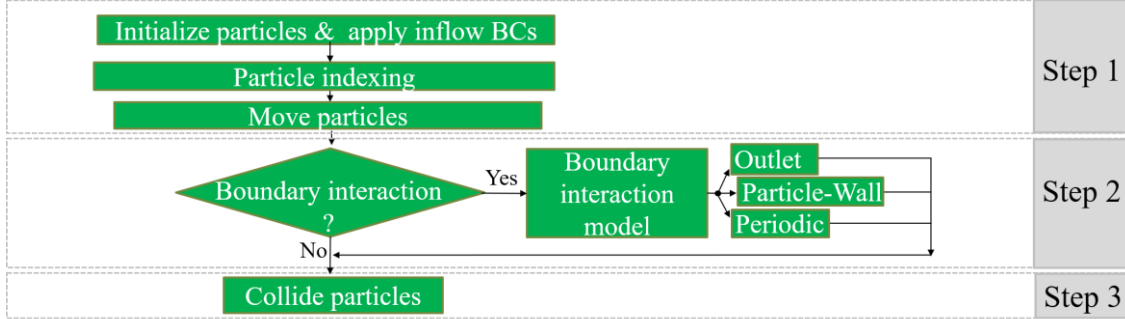 Initialize particles & apply inflow BCs
Particle indexing
Move particles
Step 1
Boundary interaction
?
Yes
No
Boundary
interaction
model
Outlet
Particle-Wall
Periodic
Step 2
Collide particles
Step 3